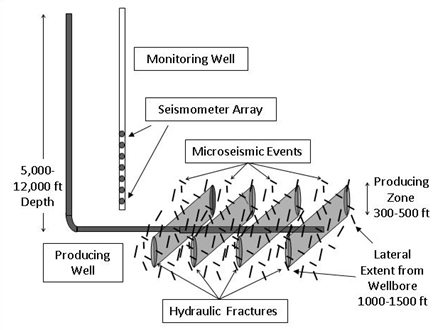 Monitoring Well
Seismometer Array
Microseismic Events
5,000-
12,000 ft
Depth
Producing
Zone
300-500 ft
Producing
Well
Hydraulic Fractures
Lateral
Extent from
Wellbore
1000-1500 ft